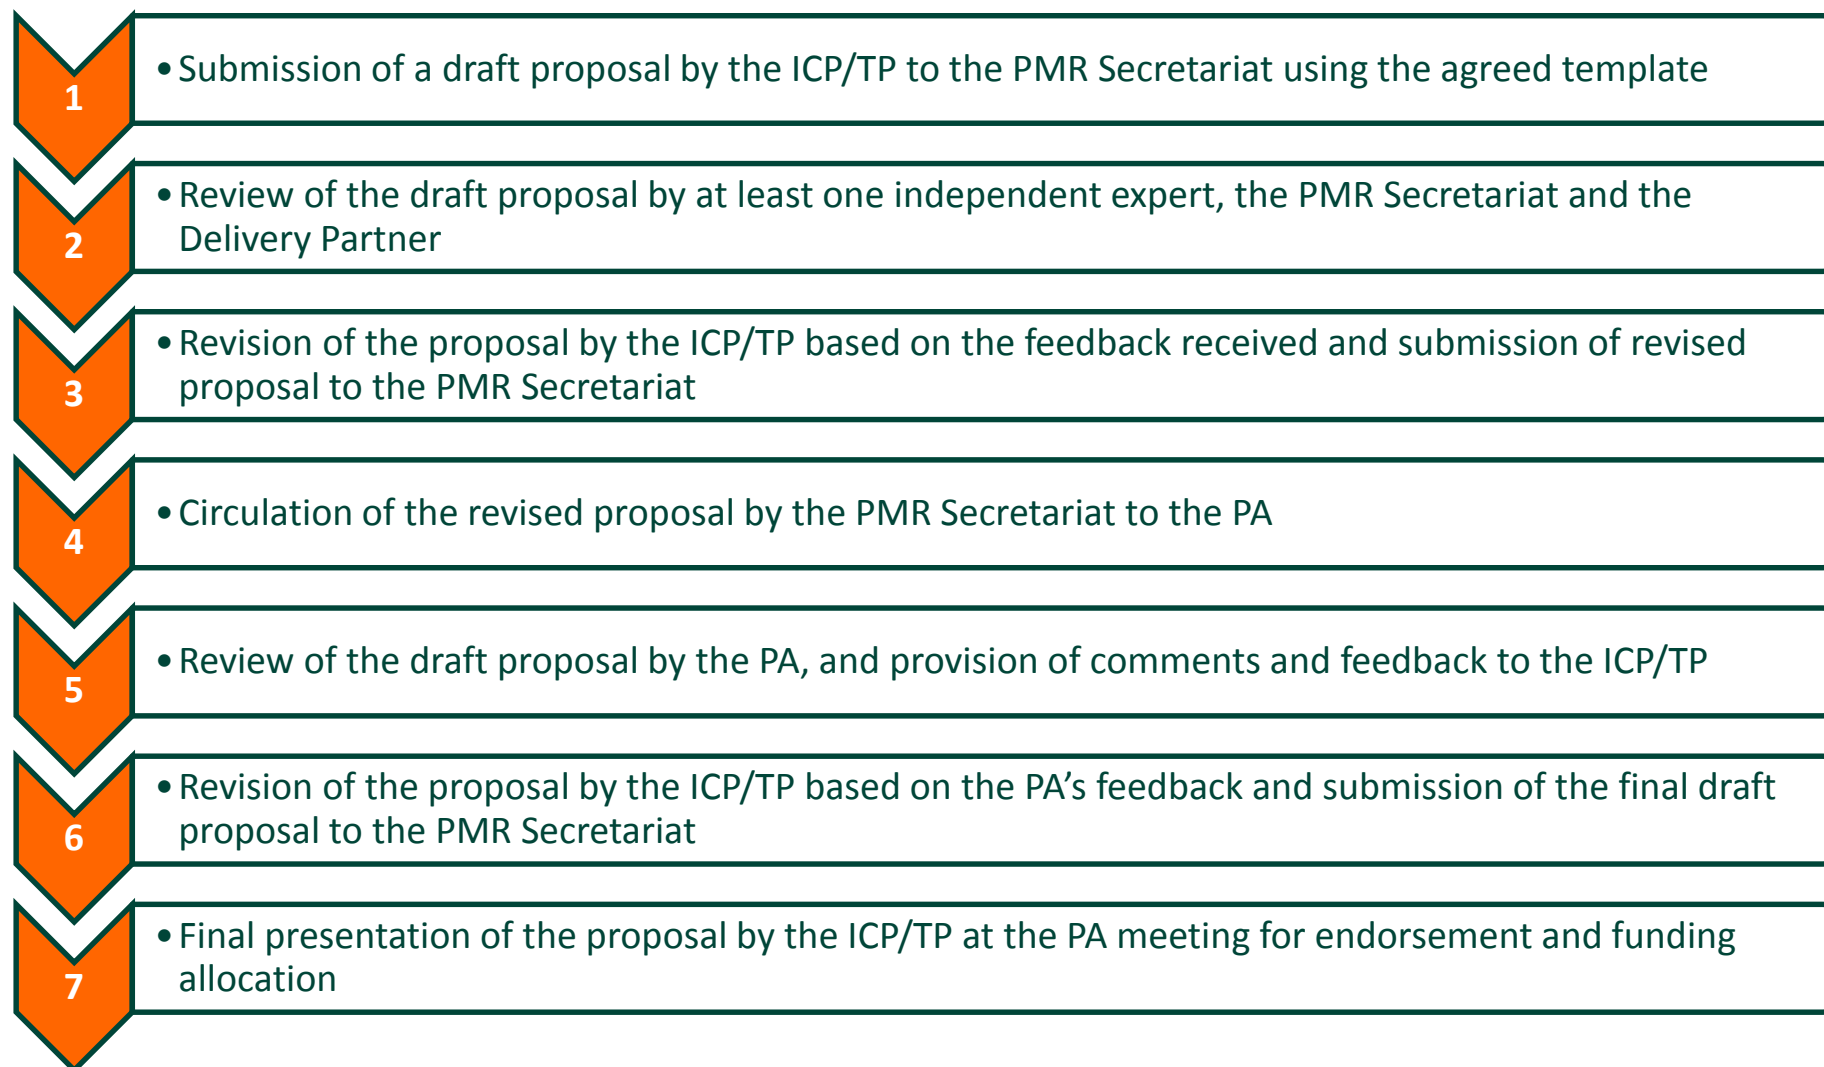 1
• Submission of a draft proposal by the ICP/TP to the PMR Secretariat using the agreed template
2
• Review of the draft proposal by at least one independent expert, the PMR Secretariat and the
Delivery Partner
3
• Revision of the proposal by the ICP/TP based on the feedback received and submission of revised
proposal to the PMR Secretariat
4
• Circulation of the revised proposal by the PMR Secretariat to the PA
5
• Review of the draft proposal by the PA, and provision of comments and feedback to the ICP/TP
6
• Revision of the proposal by the ICP/TP based on the PA’s feedback and submission of the final draft
proposal to the PMR Secretariat
7
• Final presentation of the proposal by the ICP/TP at the PA meeting for endorsement and funding
allocation